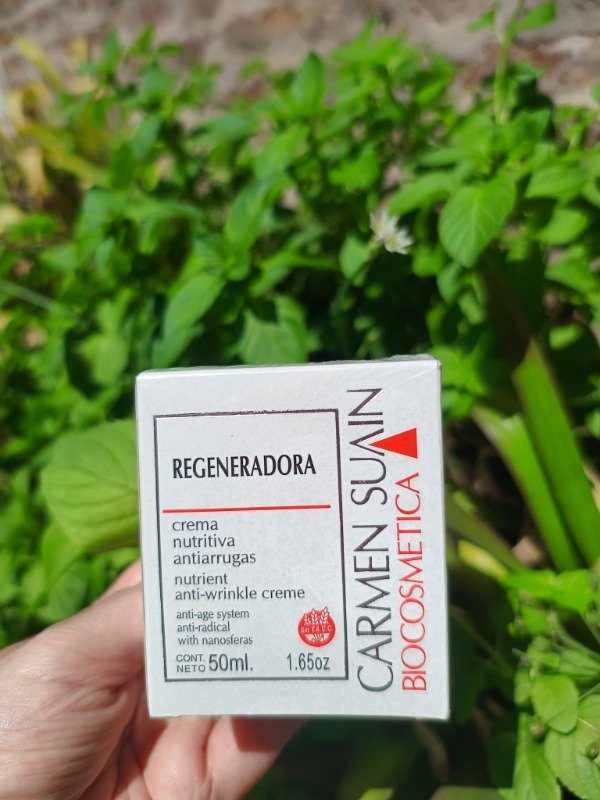 REGENERADORA
crema
nutritiva
antiarrugas
nutrient
anti-wrinkle creme
anti-age system
anti-radical
with nanosferas
Sin T.A.C.C.
CONT.
NETO 50ml. 1.65oz
CARMEN SUAIN
BIOCOSMETICA